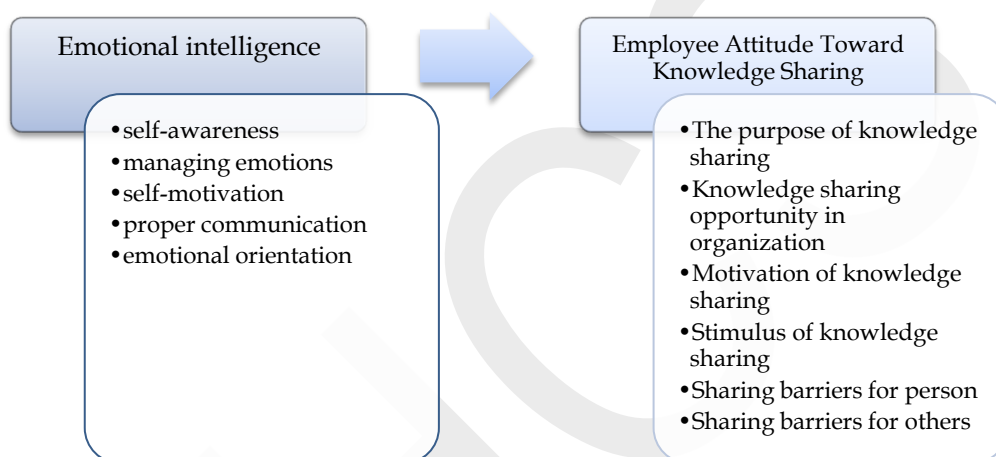 Emotional intelligence
•self-awareness
•managing emotions
•self-motivation
•proper communication
•emotional orientation
Employee Attitude Toward
Knowledge Sharing
•The purpose of knowledge
sharing
•Knowledge sharing
opportunity in
organization
•Motivation of knowledge
sharing
•Stimulus of knowledge
sharing
•Sharing barriers for person
•Sharing barriers for others